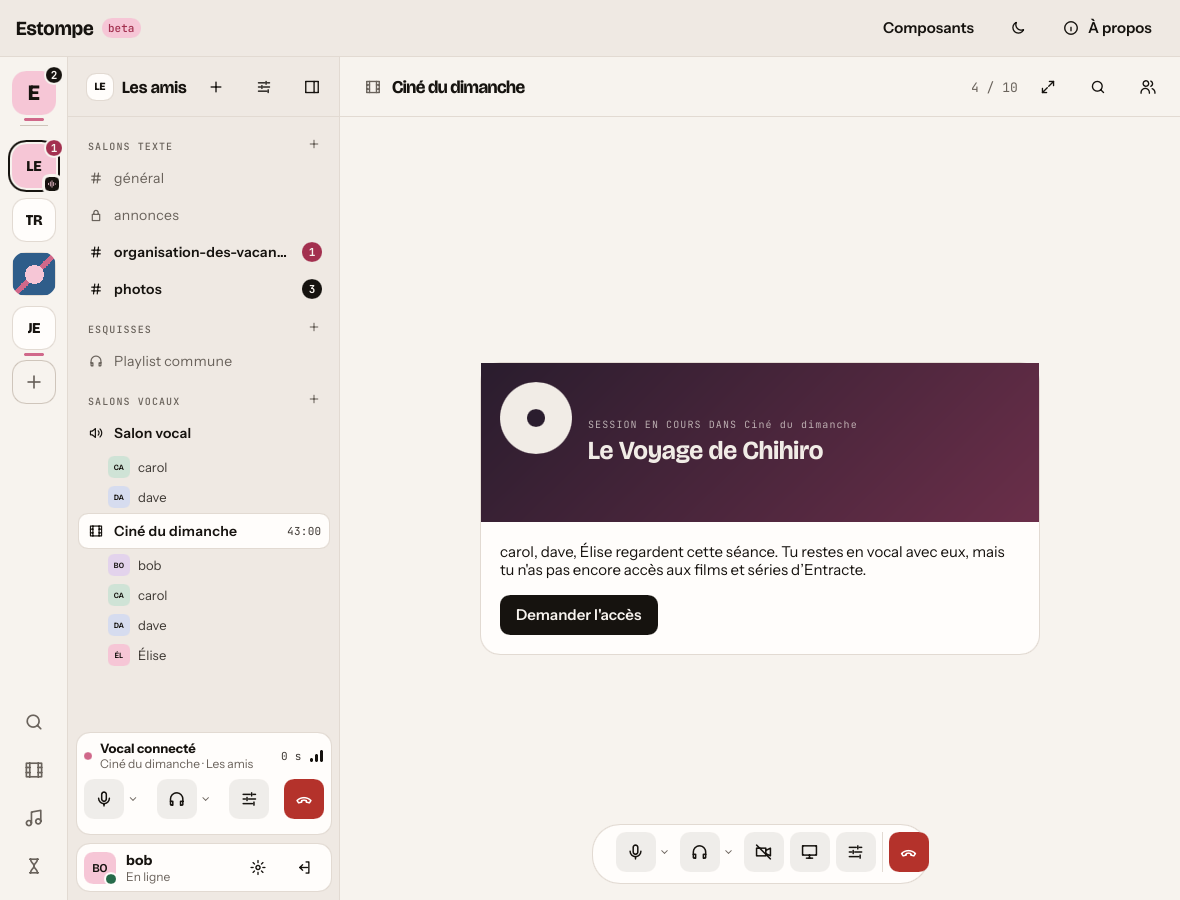 Estompe beta
Composants
À propos
E 2
LE 1
TR
JE
LE Les amis
SALONS TEXTE
général
annonces
organisation-des-vacan... 1
photos 3
ESQUISSES
Playlist commune
SALONS VOCAUX
Salon vocal
CA carol
DA dave
Ciné du dimanche 43:00
BO bob
CA carol
DA dave
ÉL Élise
Vocal connecté
Ciné du dimanche · Les amis
0 s
BO bob
En ligne
Ciné du dimanche
4 / 10
SESSION EN COURS DANS Ciné du dimanche
Le Voyage de Chihiro
carol, dave, Élise regardent cette séance. Tu restes en vocal avec eux, mais
tu n'as pas encore accès aux films et séries d'Entracte.
Demander l'accès